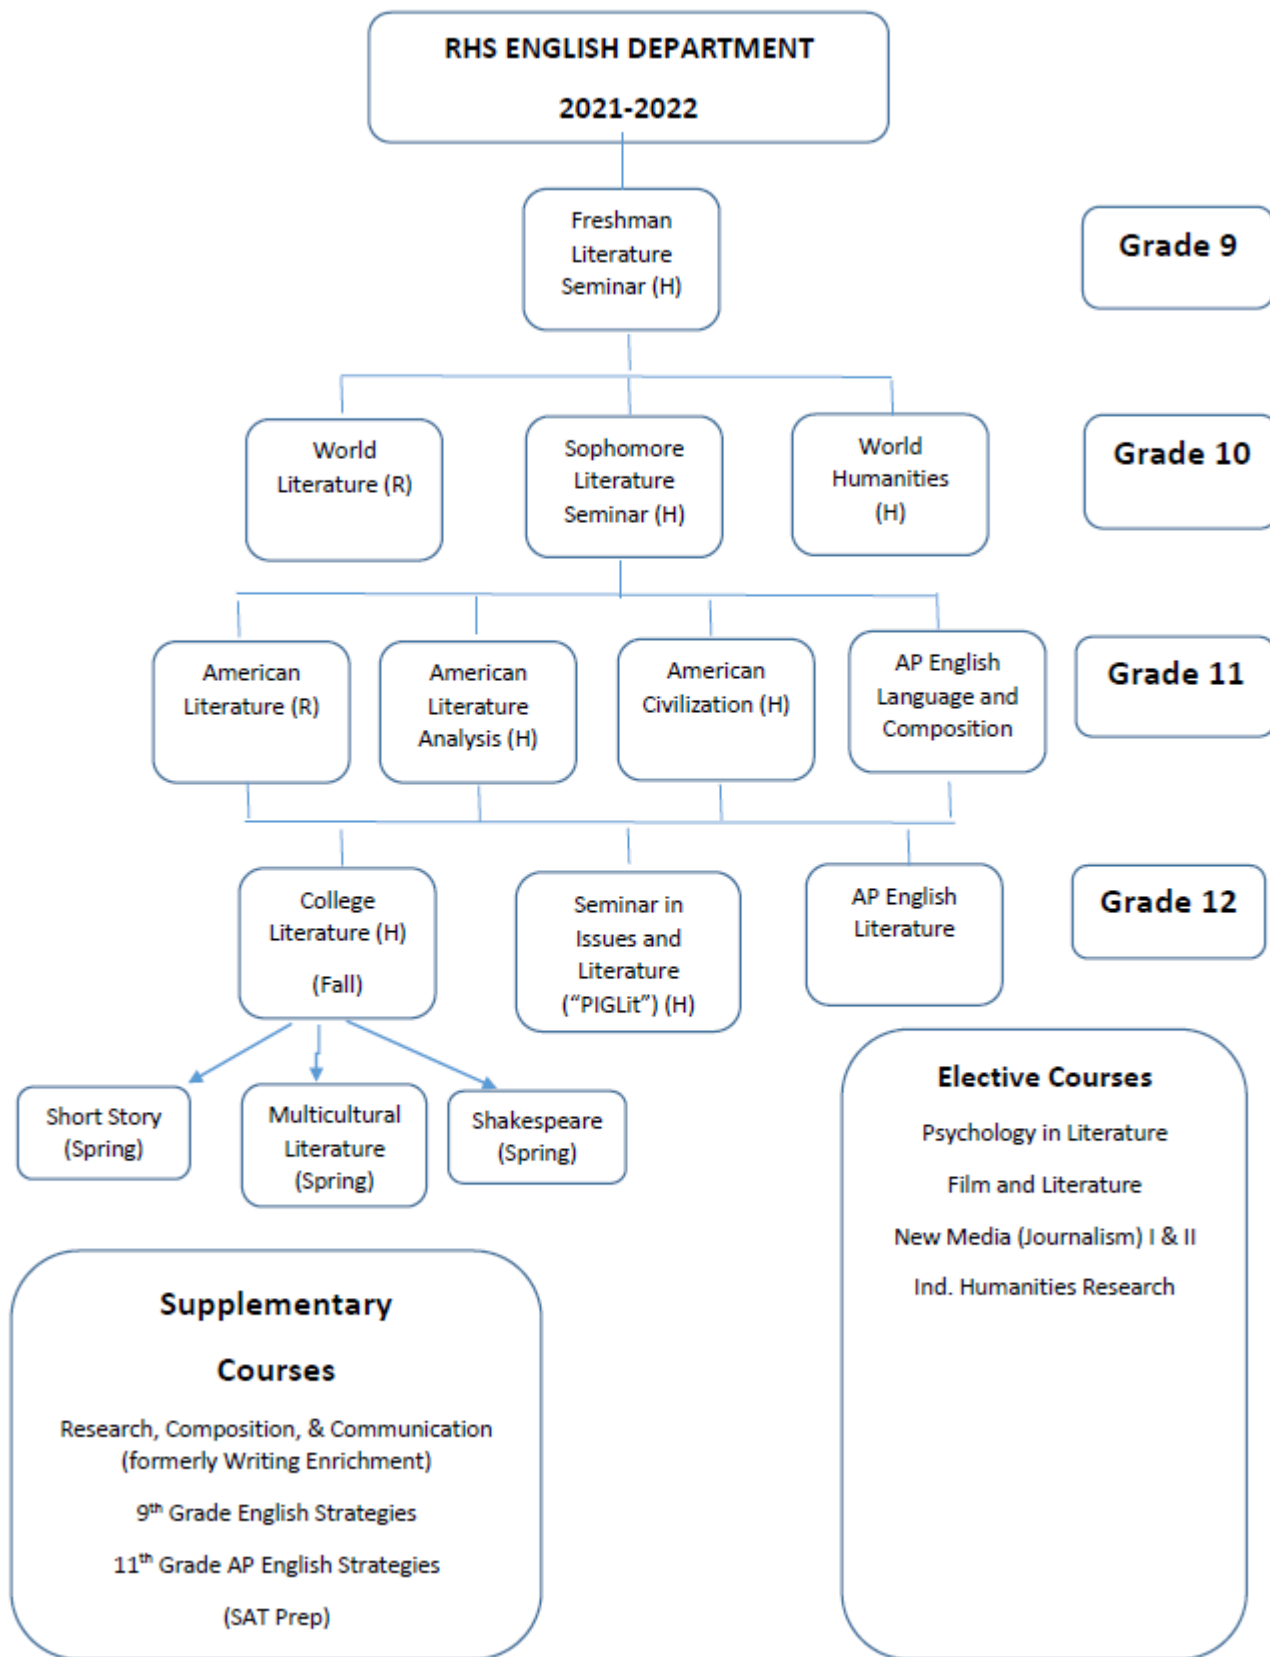 RHS ENGLISH DEPARTMENT
2021-2022
Freshman
Literature
Seminar (H)
Grade 9
World
Literature (R)
Sophomore
Literature
Seminar (H)
World
Humanities
(H)
Grade 10
American
Literature (R)
American
Literature
Analysis (H)
American
Civilization (H)
AP English
Language and
Composition
Grade 11
College
Literature (H)
(Fall)
Seminar in
Issues and
Literature
(“PIGLit”) (H)
AP English
Literature
Grade 12
Short Story
(Spring)
Multicultural
Literature
(Spring)
Shakespeare
(Spring)
Elective Courses
Psychology in Literature
Film and Literature
New Media (Journalism) I & II
Ind. Humanities Research
Supplementary
Courses
Research, Composition, & Communication
(formerly Writing Enrichment)
9th Grade English Strategies
11th Grade AP English Strategies
(SAT Prep)